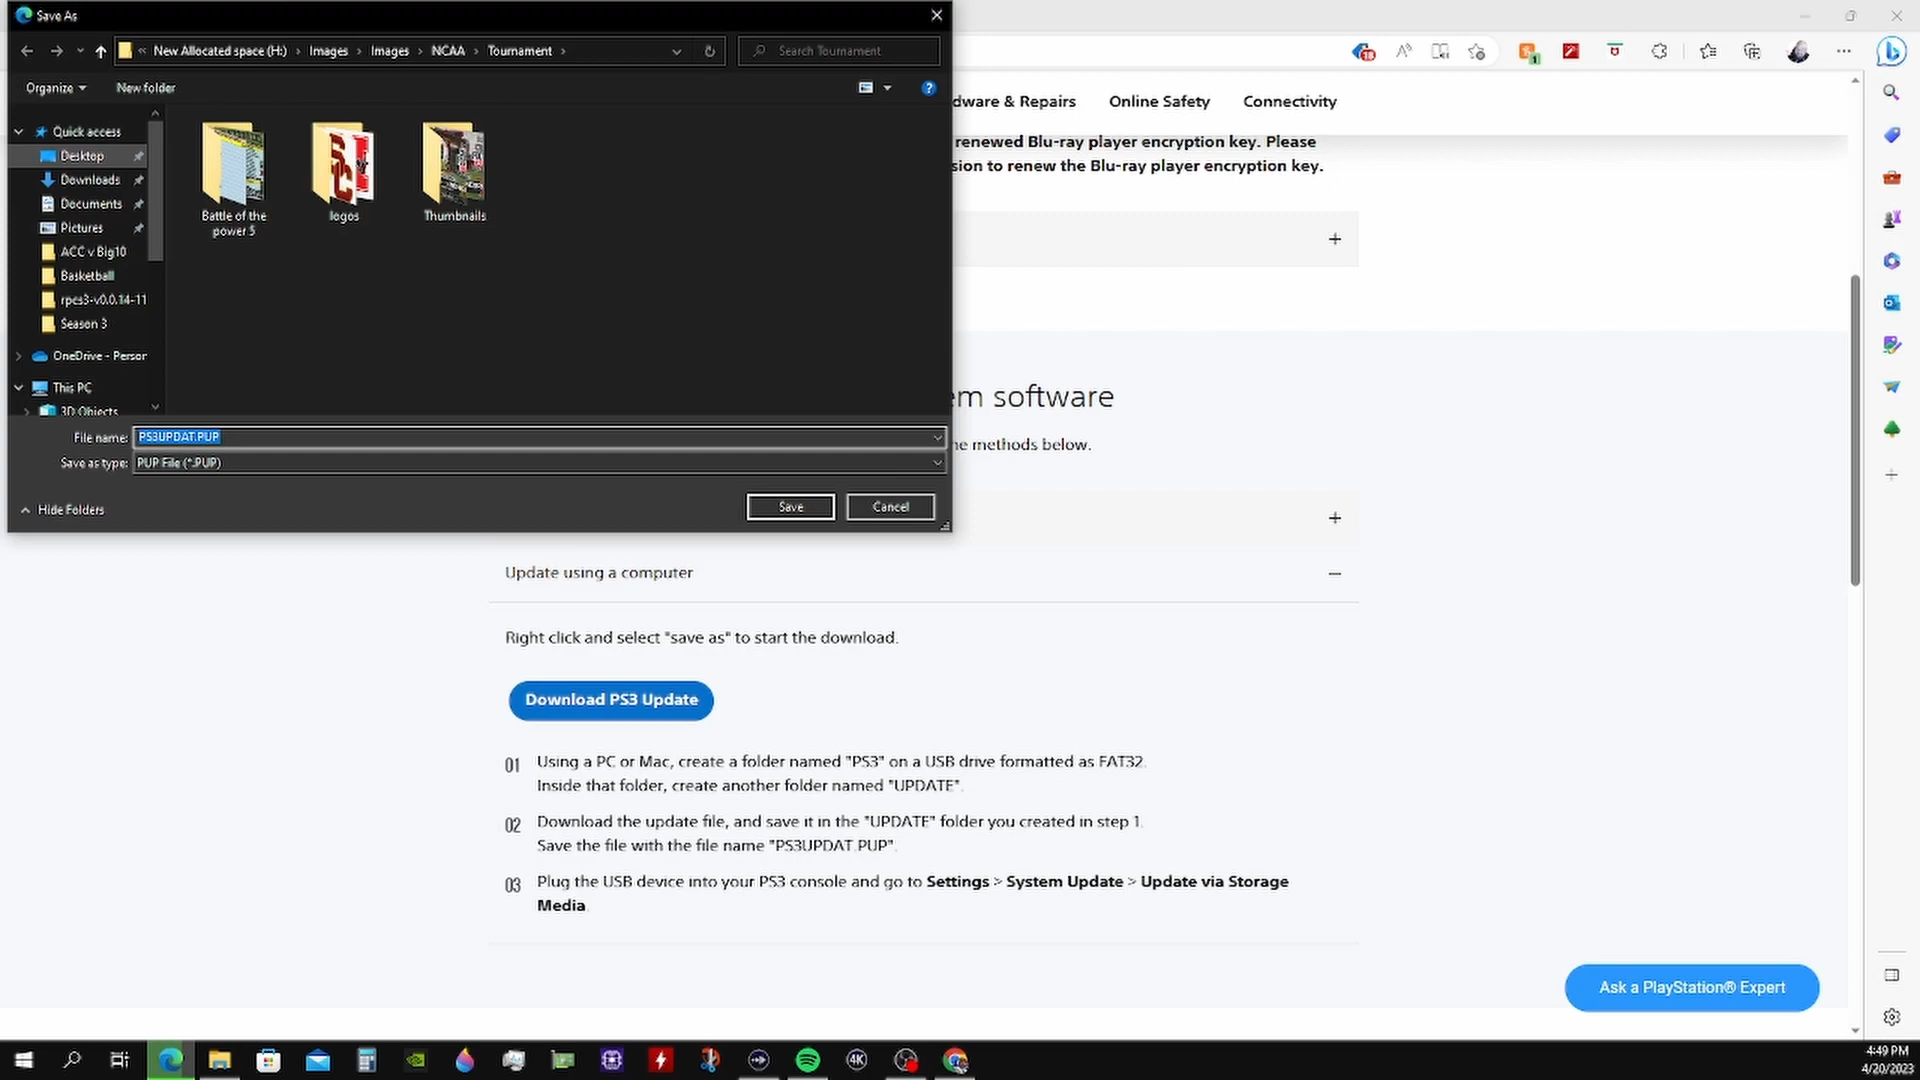 Save As
« New Allocated space (H:) > Images > Images > NCAA > Tournament >
Search Tournament
Organize
New folder
Quick access
Desktop
Downloads
Documents
Pictures
ACC v Big10
Basketball
rpcs3-v0.0.14-11
Season 3
OneDrive - Person
This PC
3D Objects
Battle of the
power 5
logos
Thumbnails
File name: PS3UPDAT.PUP
Save as type: PUP File (*.PUP)
Hide Folders
Save
Cancel
dware & Repairs
Online Safety
Connectivity
renewed Blu-ray player encryption key. Please
sion to renew the Blu-ray player encryption key.
em software
he methods below.
Update using a computer
Right click and select "save as" to start the download.
Download PS3 Update
01 Using a PC or Mac, create a folder named "PS3" on a USB drive formatted as FAT32.
Inside that folder, create another folder named "UPDATE".
02 Download the update file, and save it in the "UPDATE" folder you created in step 1.
Save the file with the file name "PS3UPDAT.PUP".
03 Plug the USB device into your PS3 console and go to Settings > System Update > Update via Storage
Media.
Ask a PlayStation® Expert
4K
4:49 PM
4/20/2023